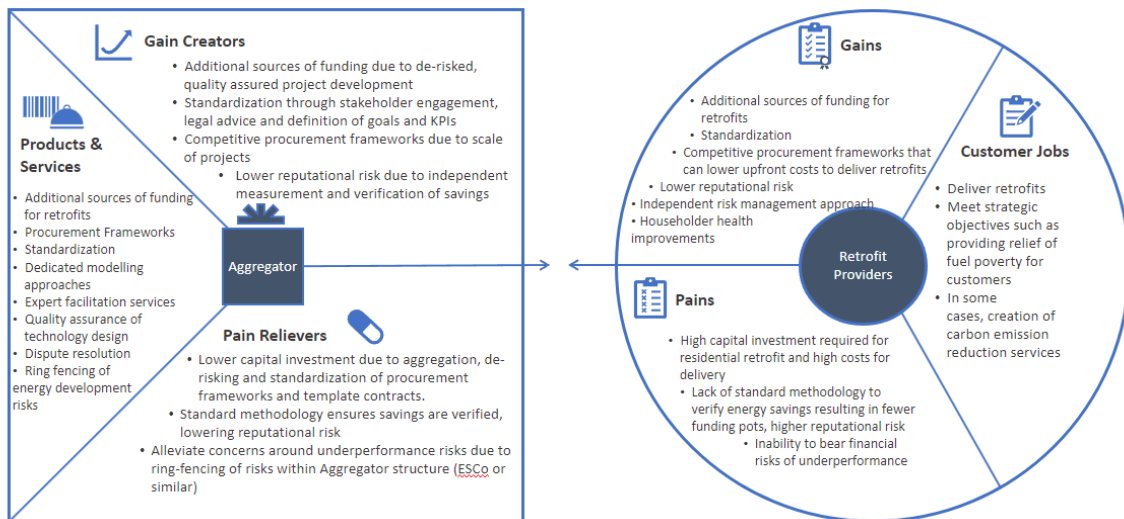 Gain Creators
• Additional sources of funding due to de-risked,
quality assured project development
• Standardization through stakeholder engagement,
legal advice and definition of goals and KPIs
• Competitive procurement frameworks due to scale
of projects
• Lower reputational risk due to independent
measurement and verification of savings
Products &
Services
• Additional sources of funding
for retrofits
• Procurement Frameworks
• Standardization
• Dedicated modelling
approaches
• Expert facilitation services
• Quality assurance of
technology design
• Dispute resolution
• Ring fencing of
energy development
risks
Aggregator
Pain Relievers
• Lower capital investment due to aggregation, de-
risking and standardization of procurement
frameworks and template contracts.
• Standard methodology ensures savings are verified,
lowering reputational risk
• Alleviate concerns around underperformance risks due to
ring-fencing of risks within Aggregator structure (ESCo or
similar)
Gains
• Additional sources of funding for
retrofits
• Standardization
• Competitive procurement frameworks that
can lower upfront costs to deliver retrofits
• Lower reputational risk
• Independent risk management approach
• Householder health
improvements
Retrofit
Providers
Pains
• High capital investment required for
residential retrofit and high costs for
delivery
• Lack of standard methodology to
verify energy savings resulting in fewer
funding pots, higher reputational risk
• Inability to bear financial
risks of underperformance
Customer Jobs
• Deliver retrofits
• Meet strategic
objectives such as
providing relief of
fuel poverty for
customers
• In some
cases, creation of
carbon emission
reduction services